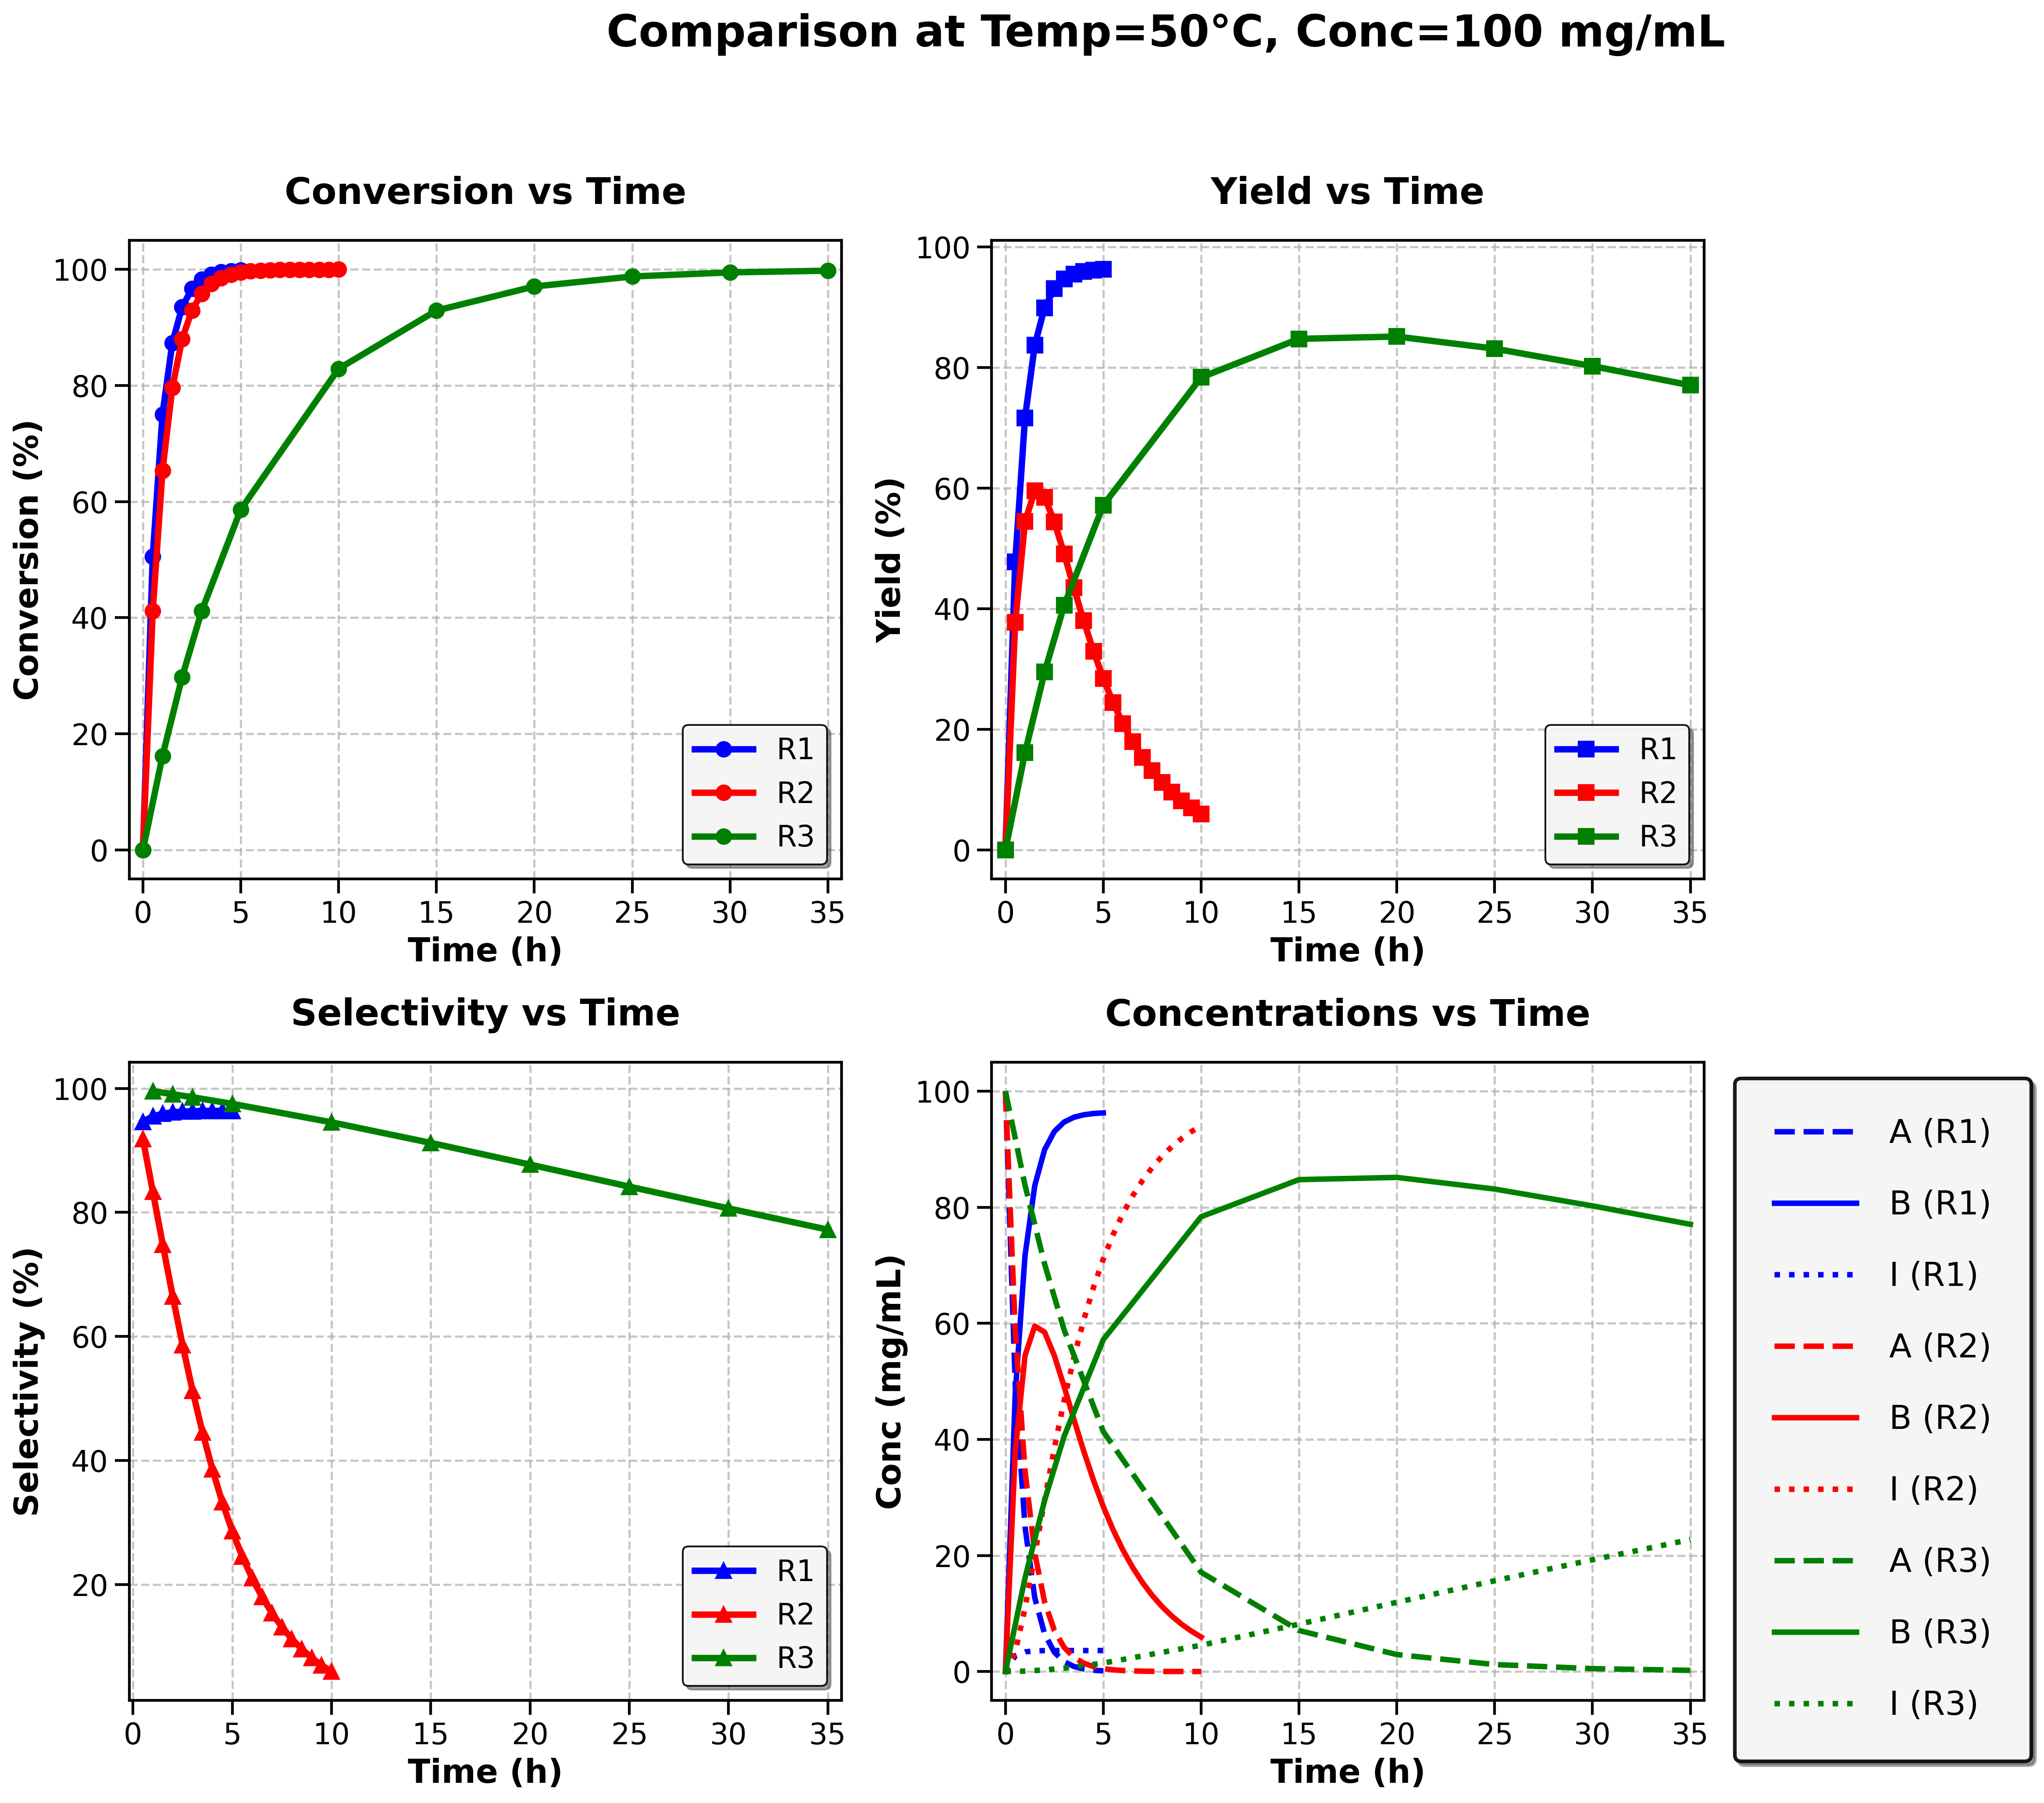 Comparison at Temp=50°C, Conc=100 mg/mL
Conversion vs Time
Conversion (%)
100
80
60
40
20
0
0 5 10 15 20 25 30 35
Time (h)
R1
R2
R3
Yield vs Time
Yield (%)
100
80
60
40
20
0
0 5 10 15 20 25 30 35
Time (h)
R1
R2
R3
Selectivity vs Time
Selectivity (%)
100
80
60
40
20
0 5 10 15 20 25 30 35
Time (h)
R1
R2
R3
Concentrations vs Time
Conc (mg/mL)
100
80
60
40
20
0
0 5 10 15 20 25 30 35
Time (h)
A (R1)
B (R1)
I (R1)
A (R2)
B (R2)
I (R2)
A (R3)
B (R3)
I (R3)